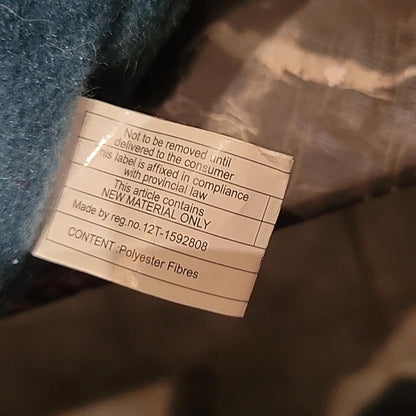 Not to be removed until
delivered to the consumer
This label is affixed in compliance
with provincial law
This article contains
NEW MATERIAL ONLY
Made by reg.no.12T-1592808
CONTENT :Polyester Fibres